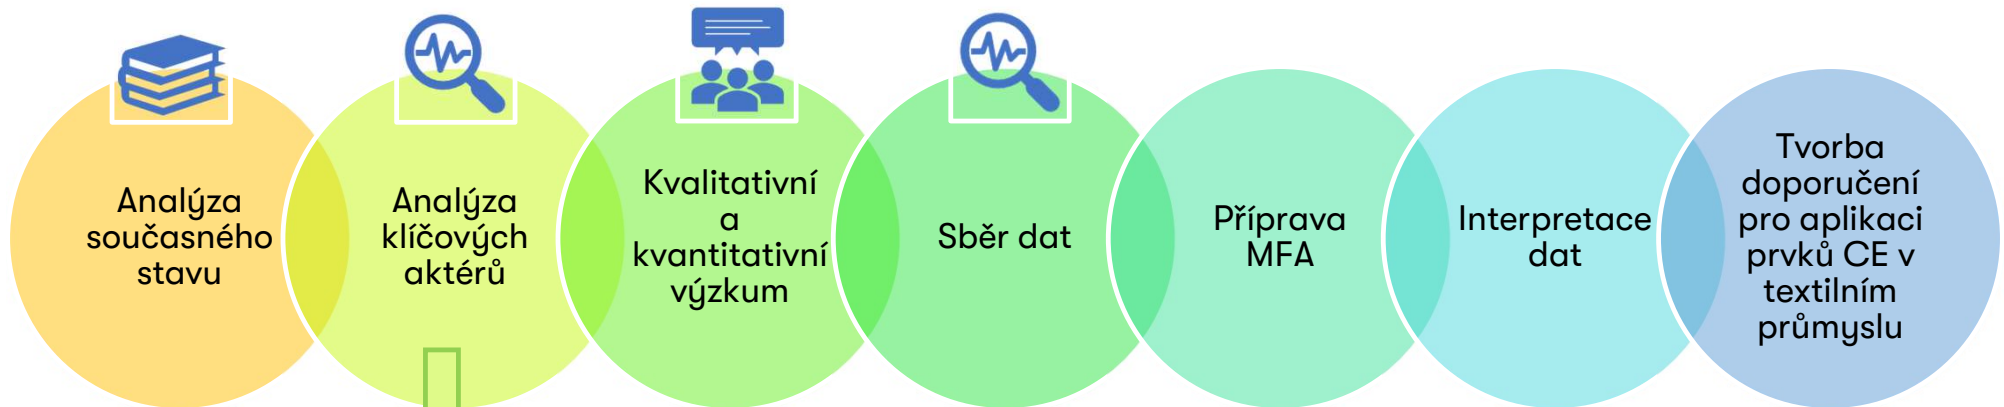 Analýza
současného
stavu
Analýza
klíčových
aktérů
Kvalitativní
a
kvantitativní
výzkum
Sběr dat
Příprava
MFA
Interpretace
dat
Tvorba
doporučení
pro aplikaci
prvků CE v
textilním
průmyslu